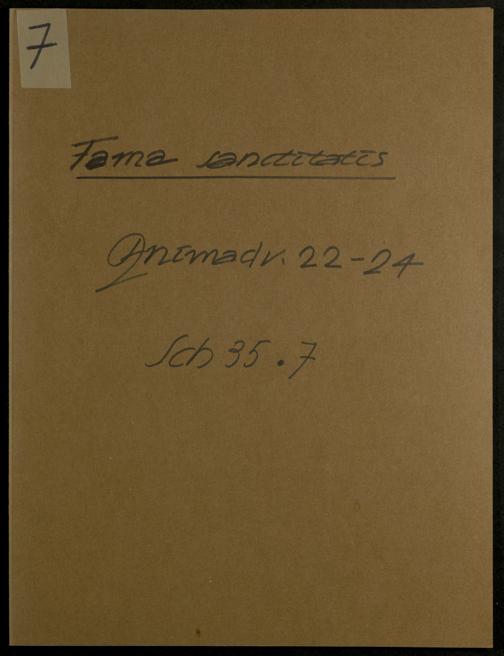 7
Fama sanctitatis
Animadv. 22-24
Sch 35.7